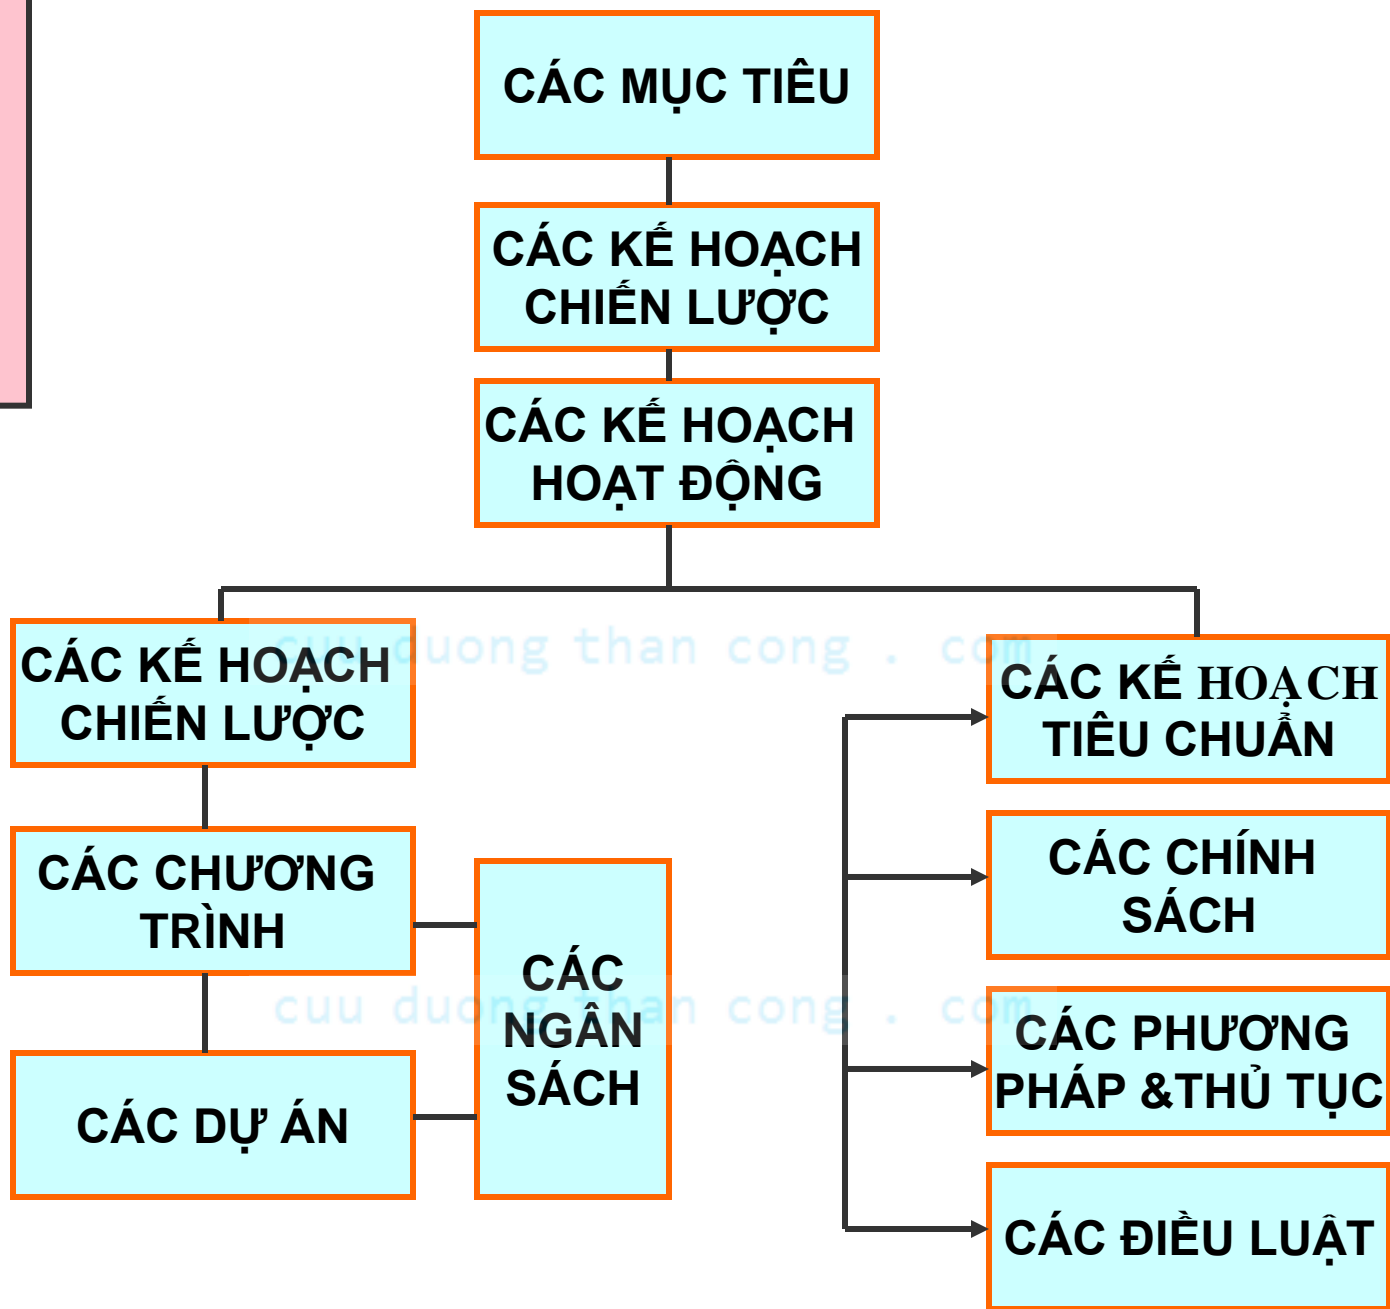 CÁC MỤC TIÊU
CÁC KẾ HOẠCH
CHIẾN LƯỢC
CÁC KẾ HOẠCH
HOẠT ĐỘNG
cuu duong than cong . com
CÁC KẾ HOẠCH
CHIẾN LƯỢC
CÁC CHƯƠNG
TRÌNH
CÁC DỰ ÁN
CÁC
NGÂN
SÁCH
CÁC KẾ HOẠCH
TIÊU CHUẨN
CÁC CHÍNH
SÁCH
cuu duong than cong . com
CÁC PHƯƠNG
PHÁP &THỦ TỤC
CÁC ĐIỀU LUẬT